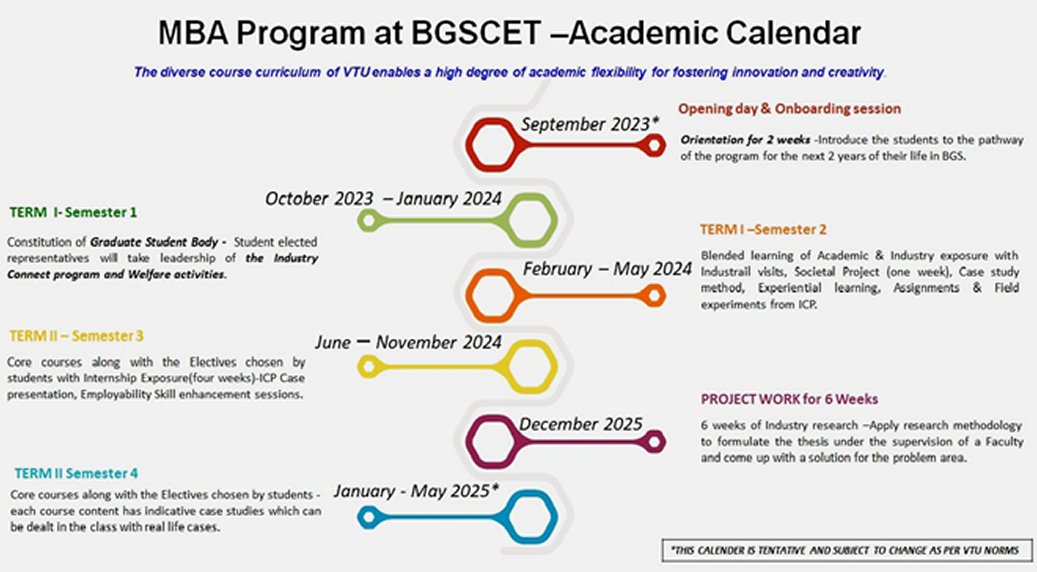 MBA Program at BGSCET –Academic Calendar
The diverse course curriculum of VTU enables a high degree of academic flexibility for fostering innovation and creativity.
September 2023*
Opening day & Onboarding session
Orientation for 2 weeks -Introduce the students to the pathway
of the program for the next 2 years of their life in BGS.
October 2023 – January 2024
TERM I- Semester 1
Constitution of Graduate Student Body - Student elected
representatives will take leadership of the Industry
Connect program and Welfare activities.
February – May 2024
TERM I –Semester 2
Blended learning of Academic & Industry exposure with
Industrail visits, Societal Project (one week), Case study
method, Experiential learning, Assignments & Field
experiments from ICP.
June – November 2024
TERM II – Semester 3
Core courses along with the Electives chosen by
students with Internship Exposure(four weeks)-ICP Case
presentation, Employability Skill enhancement sessions.
December 2025
PROJECT WORK for 6 Weeks
6 weeks of Industry research –Apply research methodology
to formulate the thesis under the supervision of a Faculty
and come up with a solution for the problem area.
January - May 2025*
TERM II Semester 4
Core courses along with the Electives chosen by students -
each course content has indicative case studies which can
be dealt in the class with real life cases.
*THIS CALENDER IS TENTATIVE AND SUBJECT TO CHANGE AS PER VTU NORMS